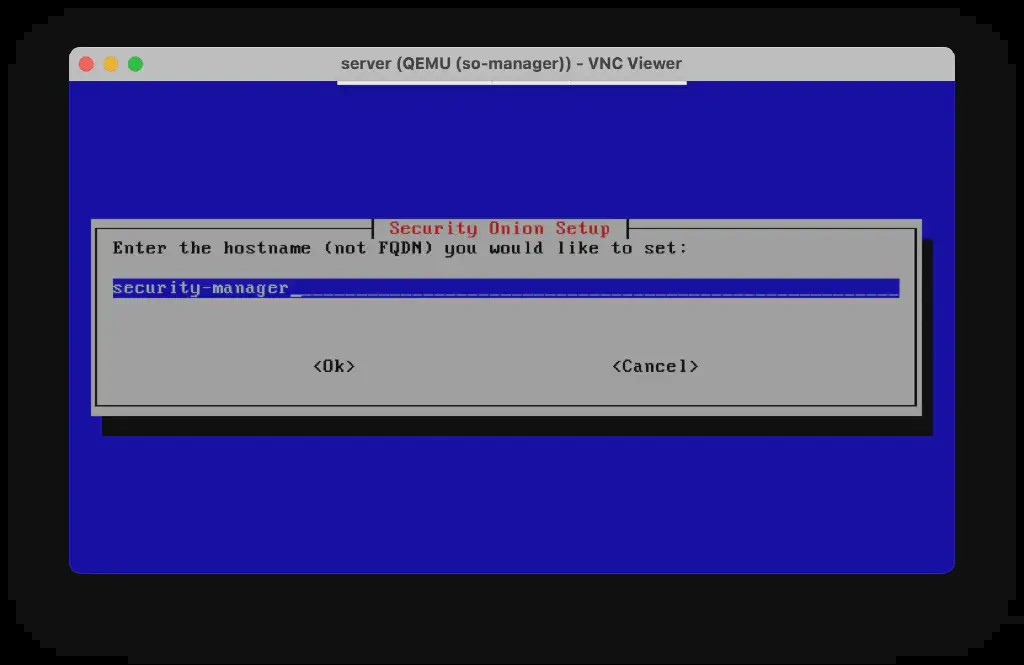 server (QEMU (so-manager)) - VNC Viewer
Security Onion Setup
Enter the hostname (not FQDN) you would like to set:
security-manager_
<Ok> <Cancel>